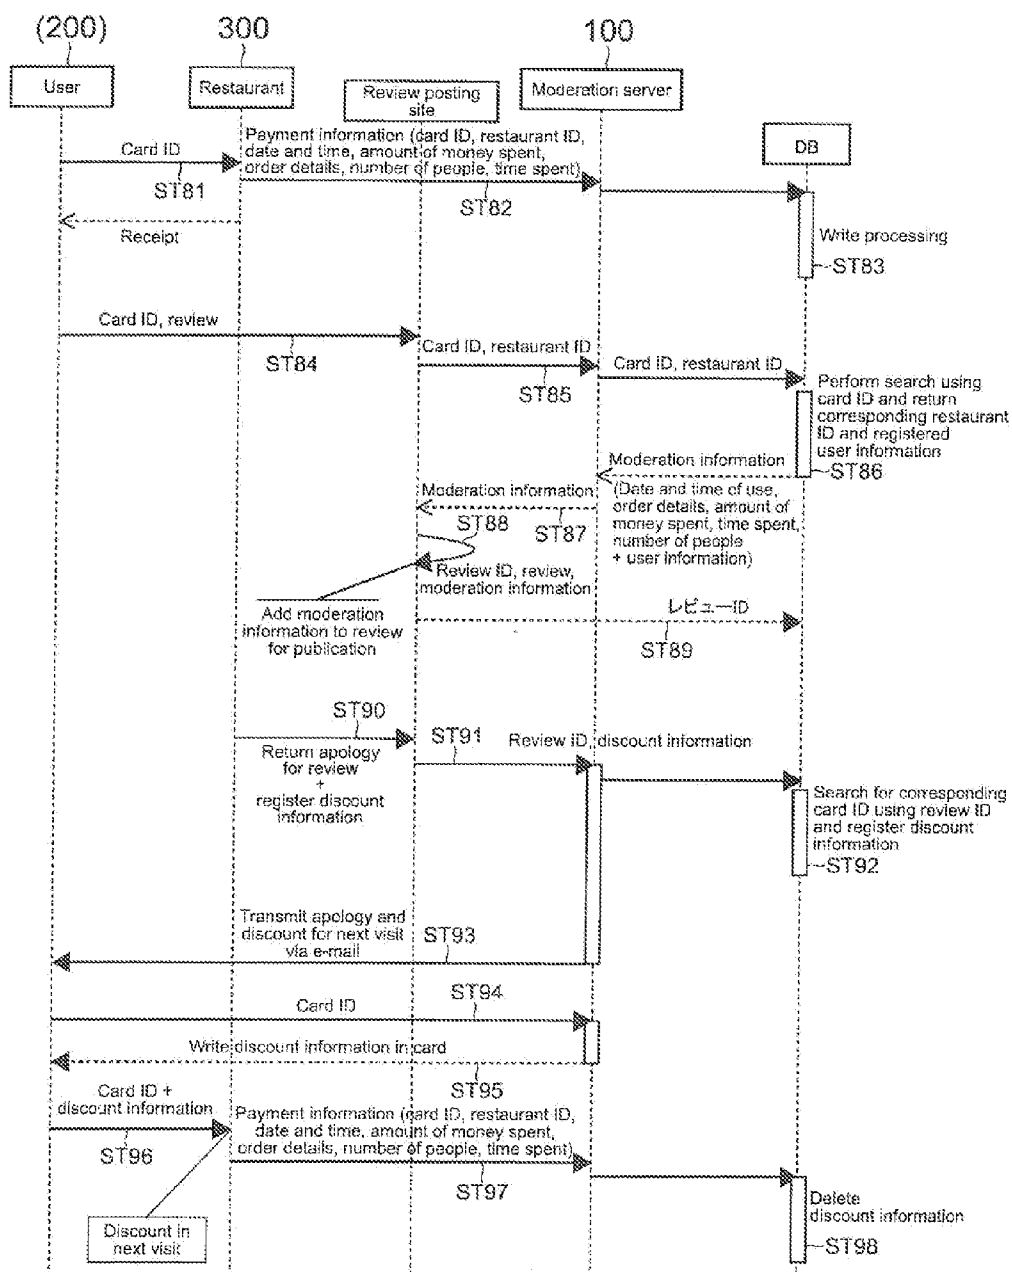 (200)
300
100
User
Restaurant
Review posting
site
Moderation server
DB
Card ID
ST81
Payment information (card ID, restaurant ID,
date and time, amount of money spent,
order details, number of people, time spent)
ST82
Receipt
Write processing
ST83
Card ID, review
ST84
Card ID, restaurant ID
ST85
Card ID, restaurant ID
Perform search using
card ID and return
corresponding restaurant
ID and registered
user information
ST86
Moderation information
(Date and time of use,
order details, amount of
money spent, time spent,
number of people
+ user information)
Moderation information
ST87
ST88
Review ID, review,
moderation information
Add moderation
information to review
for publication
レビューID
ST89
ST90
Return apology
for review
+
register discount
information
ST91
Review ID, discount information
Search for corresponding
card ID using review ID
and register discount
information
ST92
Transmit apology and
discount for next visit
via e-mail
ST93
Card ID
ST94
Write discount information in card
ST95
Card ID +
discount information
ST96
Payment information (card ID, restaurant ID,
date and time, amount of money spent,
order details, number of people, time spent)
ST97
Discount in
next visit
Delete
discount information
ST98